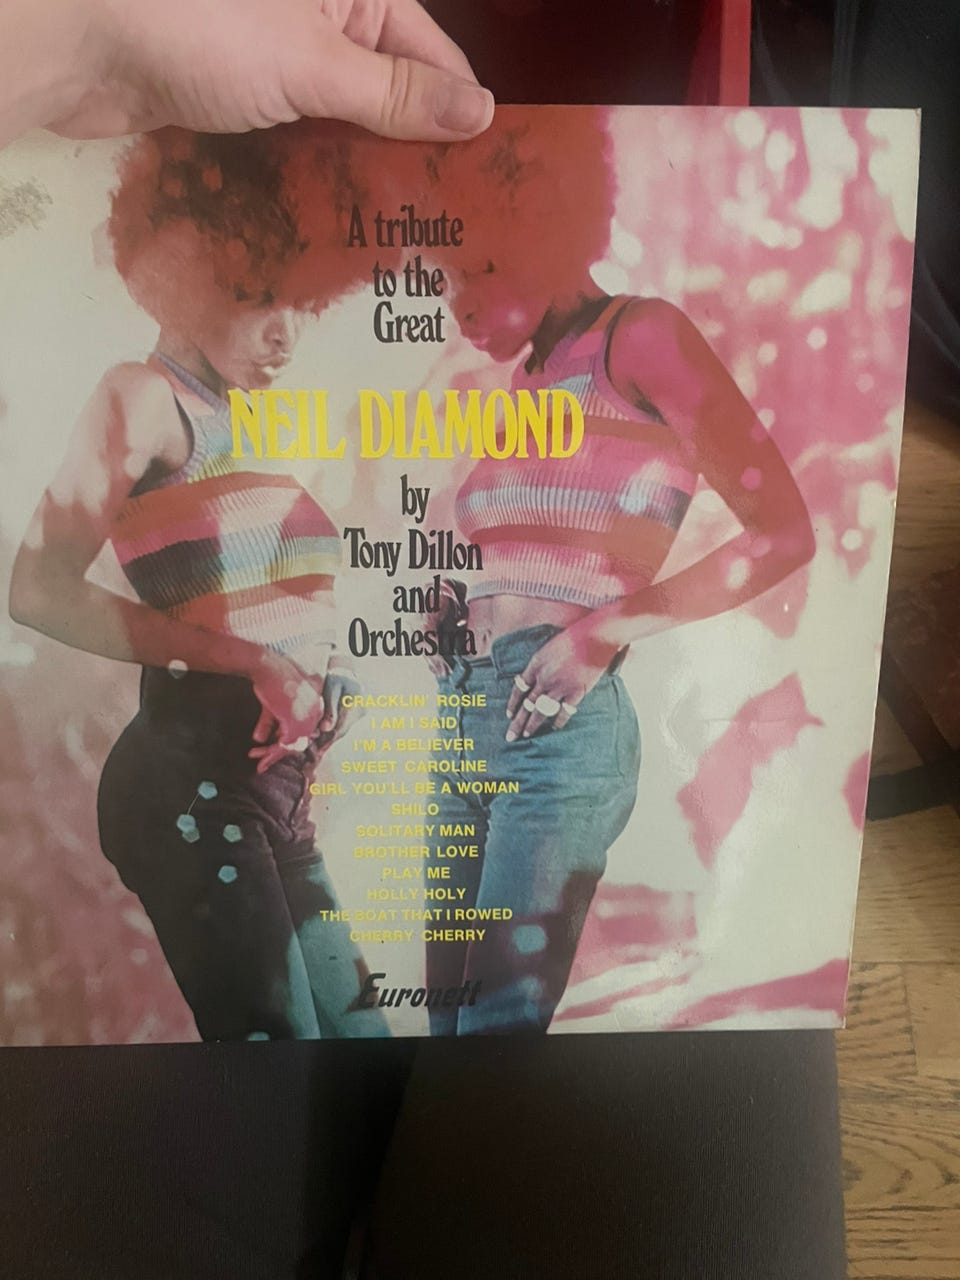 A tribute
to the
Great
NEIL DIAMOND
by
Tony Dillon
and
Orchestra
CRACKLIN' ROSIE
I AM I SAID
I'M A BELIEVER
SWEET CAROLINE
GIRL YOU'LL BE A WOMAN
SHILO
SOLITARY MAN
BROTHER LOVE
PLAY ME
HOLLY HOLY
THE BOAT THAT I ROWED
CHERRY CHERRY
Euronett